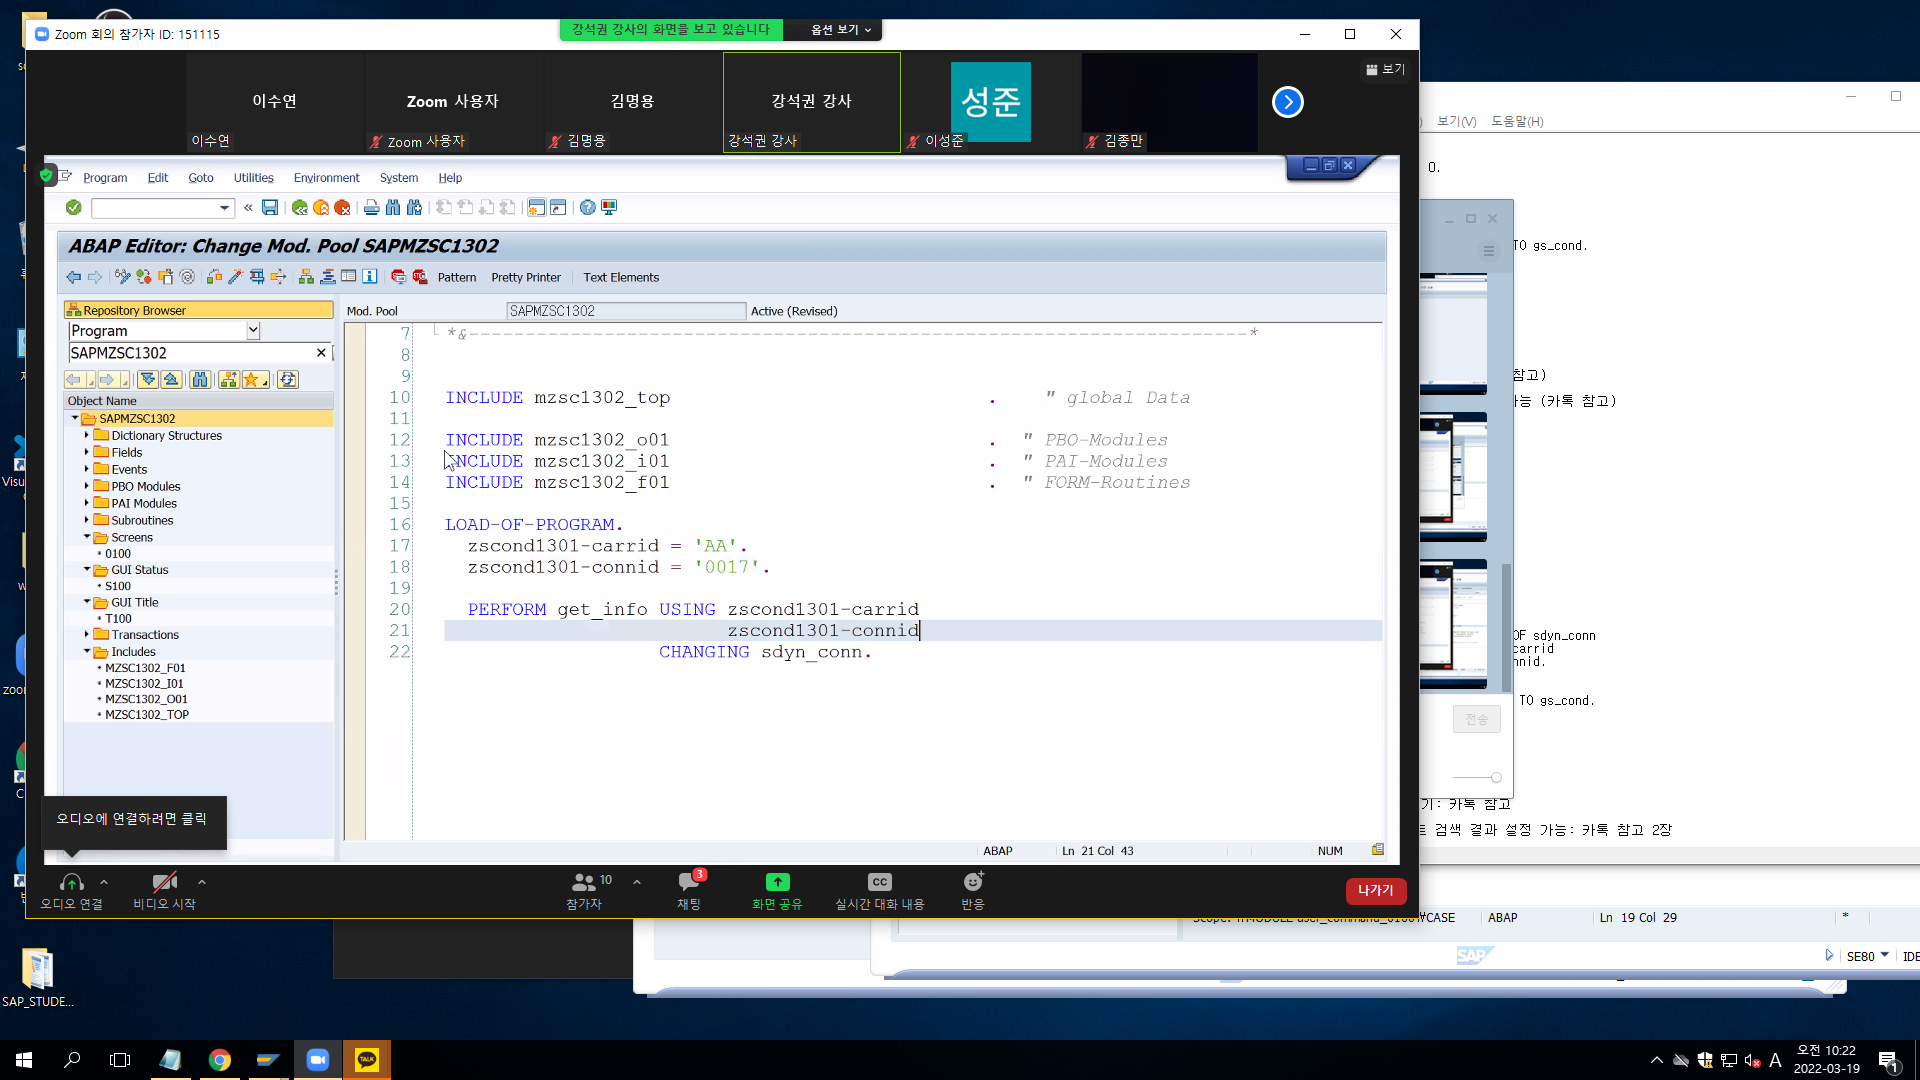 Zoom 회의 참가자 ID: 151115
강석권 강사의 화면을 보고 있습니다
옵션 보기
보기
이수연
Zoom 사용자
김명용
강석권 강사
성준
이수연
Zoom 사용자
김명용
강석권 강사
이성준
김종만
Program Edit Goto Utilities Environment System Help
ABAP Editor: Change Mod. Pool SAPMZSC1302
Pattern Pretty Printer Text Elements
Repository Browser
Program
SAPMZSC1302
Object Name
SAPMZSC1302
Dictionary Structures
Fields
Events
PBO Modules
PAI Modules
Subroutines
Screens
0100
GUI Status
S100
GUI Title
T100
Transactions
Includes
MZSC1302_F01
MZSC1302_I01
MZSC1302_O01
MZSC1302_TOP
Mod. Pool SAPMZSC1302 Active (Revised)
7 *&---------------------------------------------------------------------*
8
9
10 INCLUDE mzsc1302_top . " global Data
11
12 INCLUDE mzsc1302_o01 . " PBO-Modules
13 INCLUDE mzsc1302_i01 . " PAI-Modules
14 INCLUDE mzsc1302_f01 . " FORM-Routines
15
16 LOAD-OF-PROGRAM.
17 zscond1301-carrid = 'AA'.
18 zscond1301-connid = '0017'.
19
20 PERFORM get_info USING zscond1301-carrid
21 zscond1301-connid
22 CHANGING sdyn_conn.
ABAP Ln 21 Col 43 NUM
오디오에 연결하려면 클릭
오디오 연결
비디오 시작
10
참가자
3
채팅
화면 공유
CC
실시간 대화 내용
반응
나가기
보기(V) 도움말(H)
0.
TO gs_cond.
참고)
능 (카톡 참고)
OF sdyn_conn
carrid
nnid.
TO gs_cond.
전송
기: 카톡 참고
트 검색 결과 설정 가능: 카톡 참고 2장
ABAP
Ln 19 Col 29
*
SAP
SE80
SAP_STUDE...
TALK
A
오전 10:22
2022-03-19
1